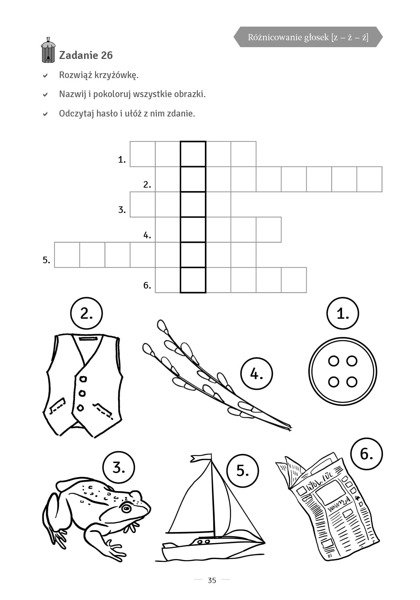 Różnicowanie głosek [z – ż – ź]
Zadanie 26
Rozwiąż krzyżówkę.
Nazwij i pokoloruj wszystkie obrazki.
Odczytaj hasło i ułóż z nim zdanie.
1.
2.
3.
4.
5.
6.
2.
1.
4.
3.
5.
6.
35